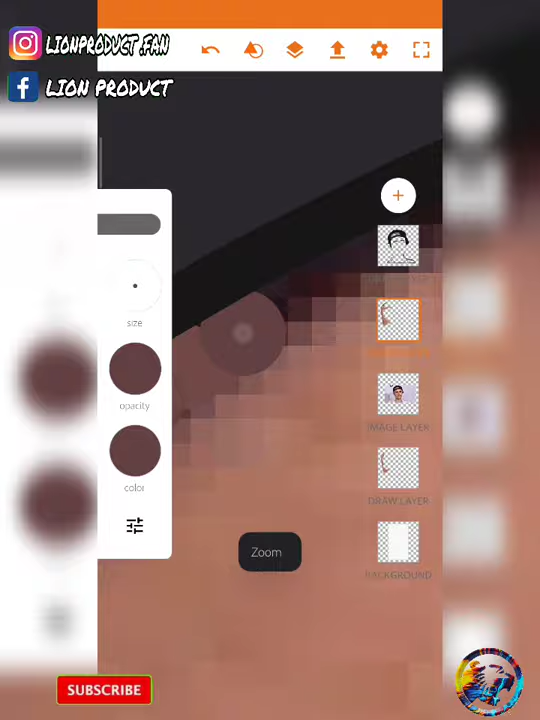 LIONPRODUCT.FAN
LION PRODUCT
size
opacity
color
IMAGE LAYER
DRAW LAYER
BACKGROUND
Zoom
SUBSCRIBE